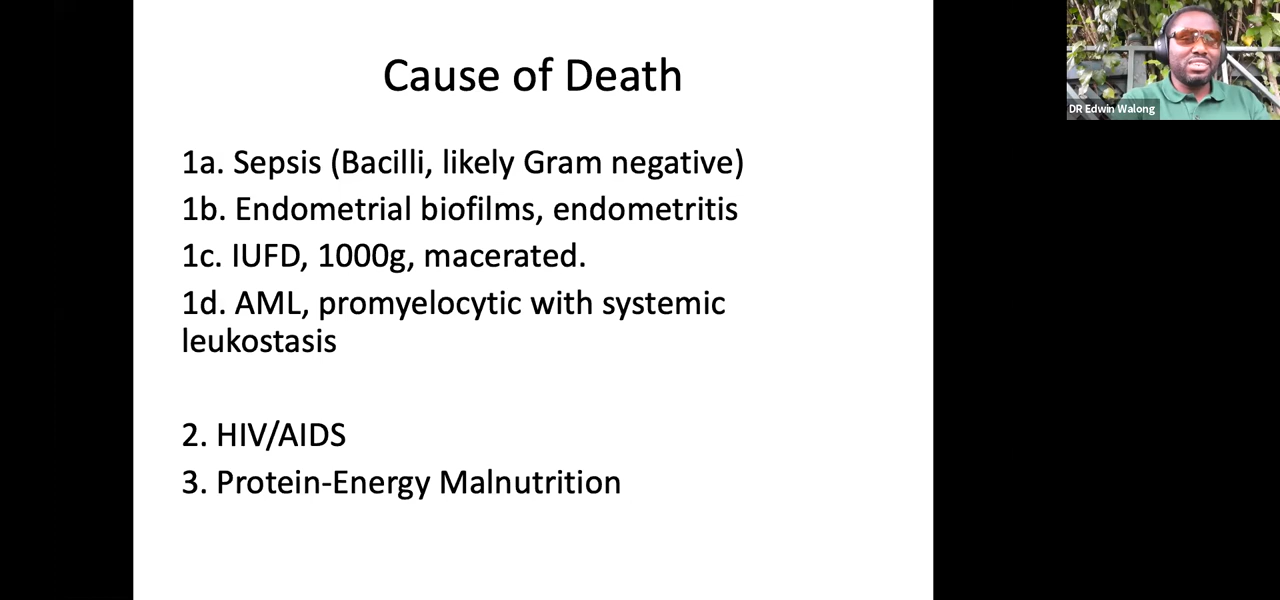 Cause of Death
DR Edwin Walong
1a. Sepsis (Bacilli, likely Gram negative)
1b. Endometrial biofilms, endometritis
1c. IUFD, 1000g, macerated.
1d. AML, promyelocytic with systemic
leukostasis
2. HIV/AIDS
3. Protein-Energy Malnutrition